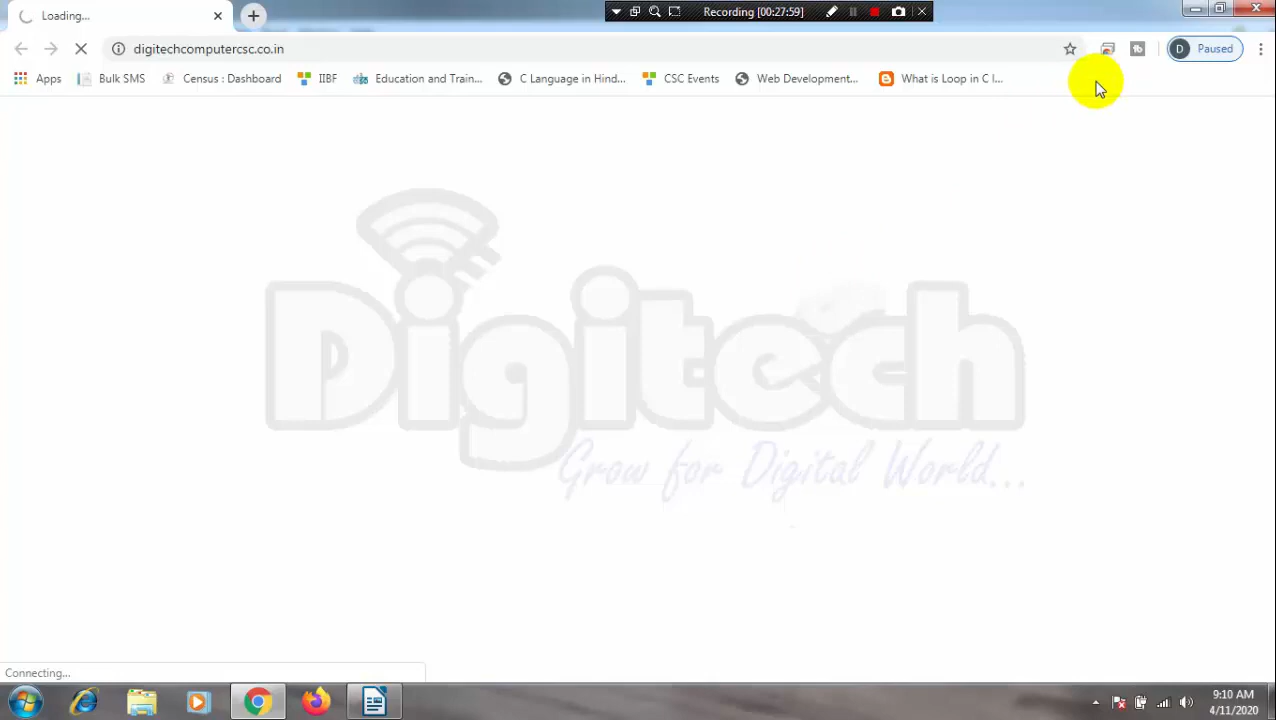 Loading...
Recording [00:27:59]
digitechcomputercsc.co.in
D Paused
Apps Bulk SMS Census : Dashboard IIBF Education and Train... C Language in Hind... CSC Events Web Development... What is Loop in C l...
Digitech
Grow for Digital World...
Connecting...
9:10 AM
4/11/2020